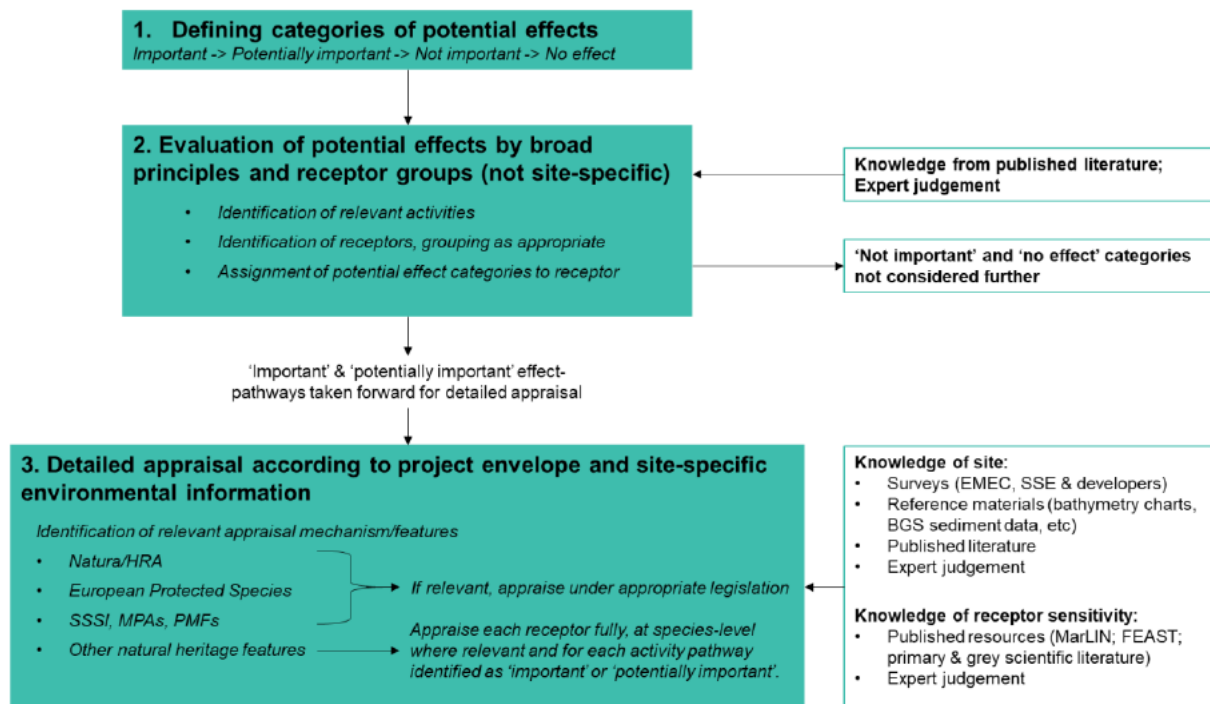 1. Defining categories of potential effects
Important -> Potentially important -> Not important -> No effect
2. Evaluation of potential effects by broad
principles and receptor groups (not site-specific)
• Identification of relevant activities
• Identification of receptors, grouping as appropriate
• Assignment of potential effect categories to receptor
Knowledge from published literature;
Expert judgement
‘Not important’ and ‘no effect’ categories
not considered further
‘Important’ & ‘potentially important’ effect-
pathways taken forward for detailed appraisal
3. Detailed appraisal according to project envelope and site-specific
environmental information
Identification of relevant appraisal mechanism/features
• Natura/HRA
• European Protected Species
• SSSI, MPAs, PMFs
• Other natural heritage features
If relevant, appraise under appropriate legislation
Appraise each receptor fully, at species-level
where relevant and for each activity pathway
identified as ‘important’ or ‘potentially important’.
Knowledge of site:
• Surveys (EMEC, SSE & developers)
• Reference materials (bathymetry charts,
BGS sediment data, etc)
• Published literature
• Expert judgement
Knowledge of receptor sensitivity:
• Published resources (MarLIN; FEAST;
primary & grey scientific literature)
• Expert judgement